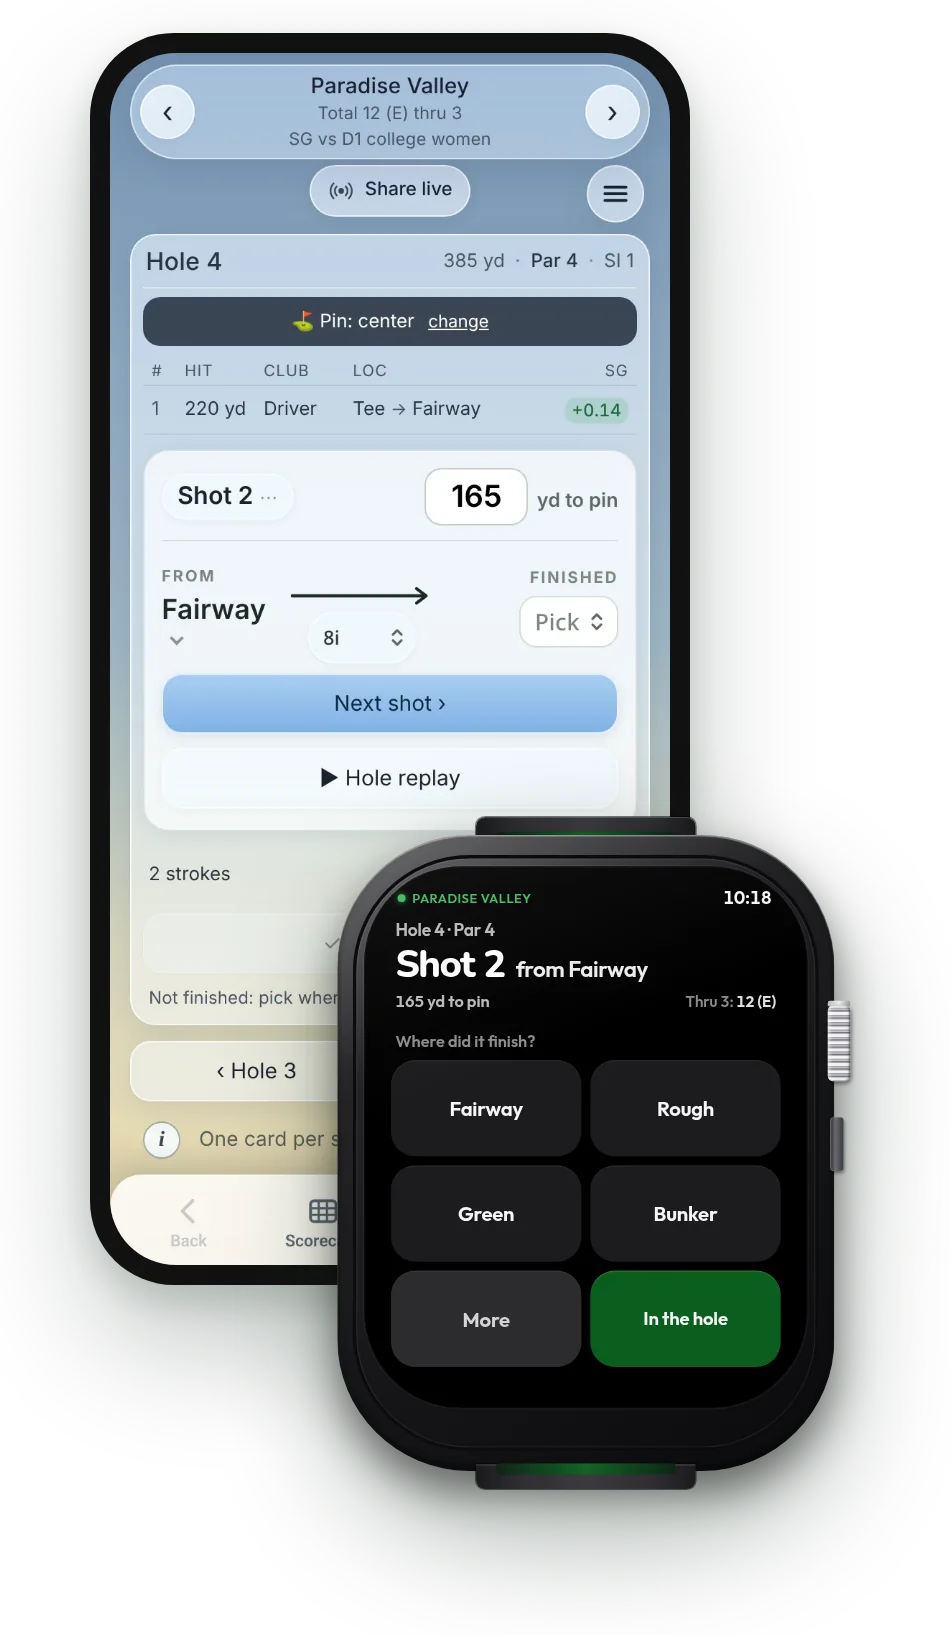 Paradise Valley
Total 12 (E) thru 3
SG vs D1 college women
Share live
Hole 4 385 yd · Par 4 · SI 1
Pin: center change
# HIT CLUB LOC SG
1 220 yd Driver Tee → Fairway +0.14
Shot 2 ··· 165 yd to pin
FROM FINISHED
Fairway
8i
Pick
Next shot ›
▶ Hole replay
2 strokes
Not finished: pick
‹ Hole 3
i One card per
Back
PARADISE VALLEY 10:18
Hole 4 · Par 4
Shot 2 from Fairway
165 yd to pin Thru 3: 12 (E)
Where did it finish?
Fairway Rough
Green Bunker
More In the hole